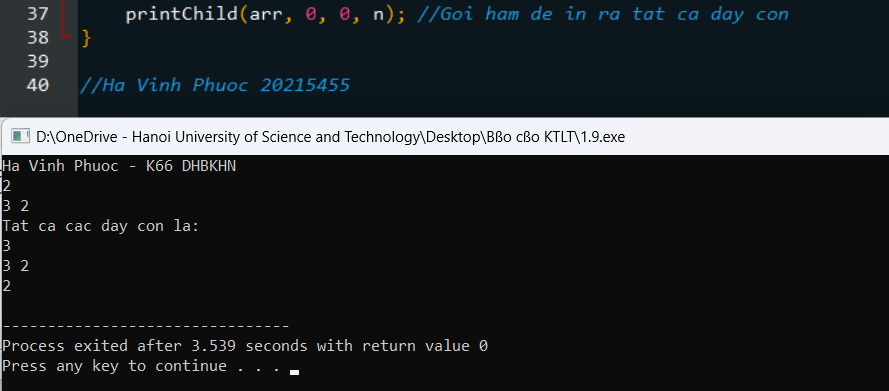 37 printChild(arr, 0, 0, n); //Goi ham de in ra tat ca day con
38 }
39
40 //Ha Vinh Phuoc 20215455
D:\OneDrive - Hanoi University of Science and Technology\Desktop\Bßo cßo KTLT\1.9.exe
Ha Vinh Phuoc - K66 DHBKHN
2
3 2
Tat ca cac day con la:
3
3 2
2
--------------------------------
Process exited after 3.539 seconds with return value 0
Press any key to continue . . .